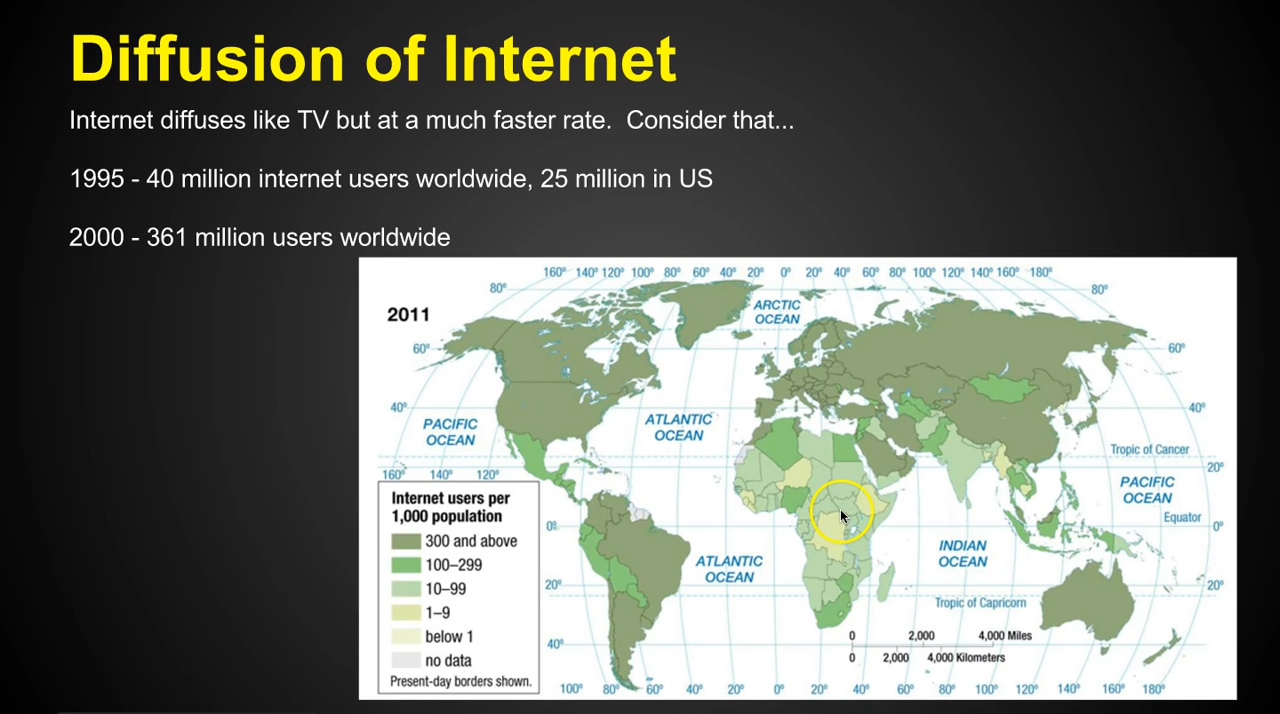 Diffusion of Internet
Internet diffuses like TV but at a much faster rate.  Consider that...
1995 - 40 million internet users worldwide, 25 million in US
2000 - 361 million users worldwide
160° 140° 120° 100° 80° 60° 40° 20° 0° 20° 40° 60° 80° 100° 120° 140° 160° 180°
80° 80°
2011
ARCTIC
OCEAN
60° 60°
40° 40°
PACIFIC
OCEAN
ATLANTIC
OCEAN
Tropic of Cancer
160° 140° 120° 20°
PACIFIC
OCEAN
Equator
0° 0°
Internet users per
1,000 population
300 and above
100–299
10–99
1–9
below 1
no data
Present-day borders shown.
ATLANTIC
OCEAN
INDIAN
OCEAN
20° 20°
Tropic of Capricorn
0 2,000 4,000 Miles
0 2,000 4,000 Kilometers
40°
100° 80° 60° 40° 20° 0° 20° 40° 60° 80° 100° 120° 140° 160° 180°